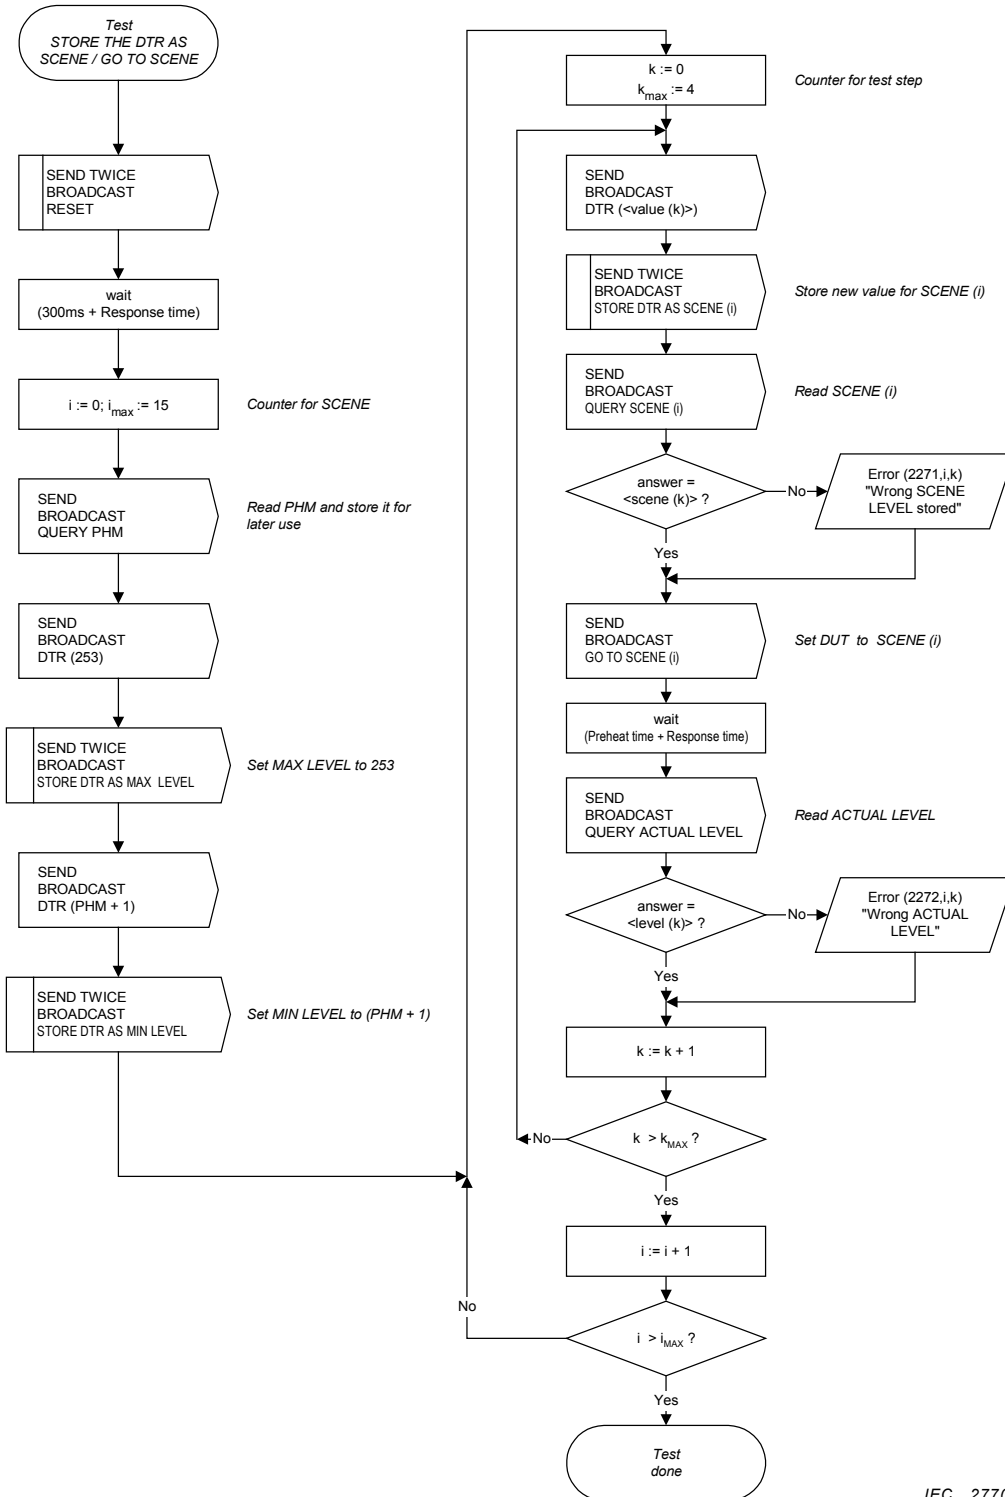 Test
STORE THE DTR AS
SCENE / GO TO SCENE
SEND TWICE
BROADCAST
RESET
wait
(300ms + Response time)
i := 0; imax := 15
Counter for SCENE
SEND
BROADCAST
QUERY PHM
Read PHM and store it for
later use
SEND
BROADCAST
DTR (253)
SEND TWICE
BROADCAST
STORE DTR AS MAX LEVEL
Set MAX LEVEL to 253
SEND
BROADCAST
DTR (PHM + 1)
SEND TWICE
BROADCAST
STORE DTR AS MIN LEVEL
Set MIN LEVEL to (PHM + 1)
k := 0
kmax := 4
Counter for test step
SEND
BROADCAST
DTR (<value (k)>)
SEND TWICE
BROADCAST
STORE DTR AS SCENE (i)
Store new value for SCENE (i)
SEND
BROADCAST
QUERY SCENE (i)
Read SCENE (i)
answer =
<scene (k)> ?
No
Error (2271,i,k)
"Wrong SCENE
LEVEL stored"
Yes
SEND
BROADCAST
GO TO SCENE (i)
Set DUT to SCENE (i)
wait
(Preheat time + Response time)
SEND
BROADCAST
QUERY ACTUAL LEVEL
Read ACTUAL LEVEL
answer =
<level (k)> ?
No
Error (2272,i,k)
"Wrong ACTUAL
LEVEL"
Yes
k := k + 1
k > kMAX ?
No
Yes
i := i + 1
i > iMAX ?
No
Yes
Test
done